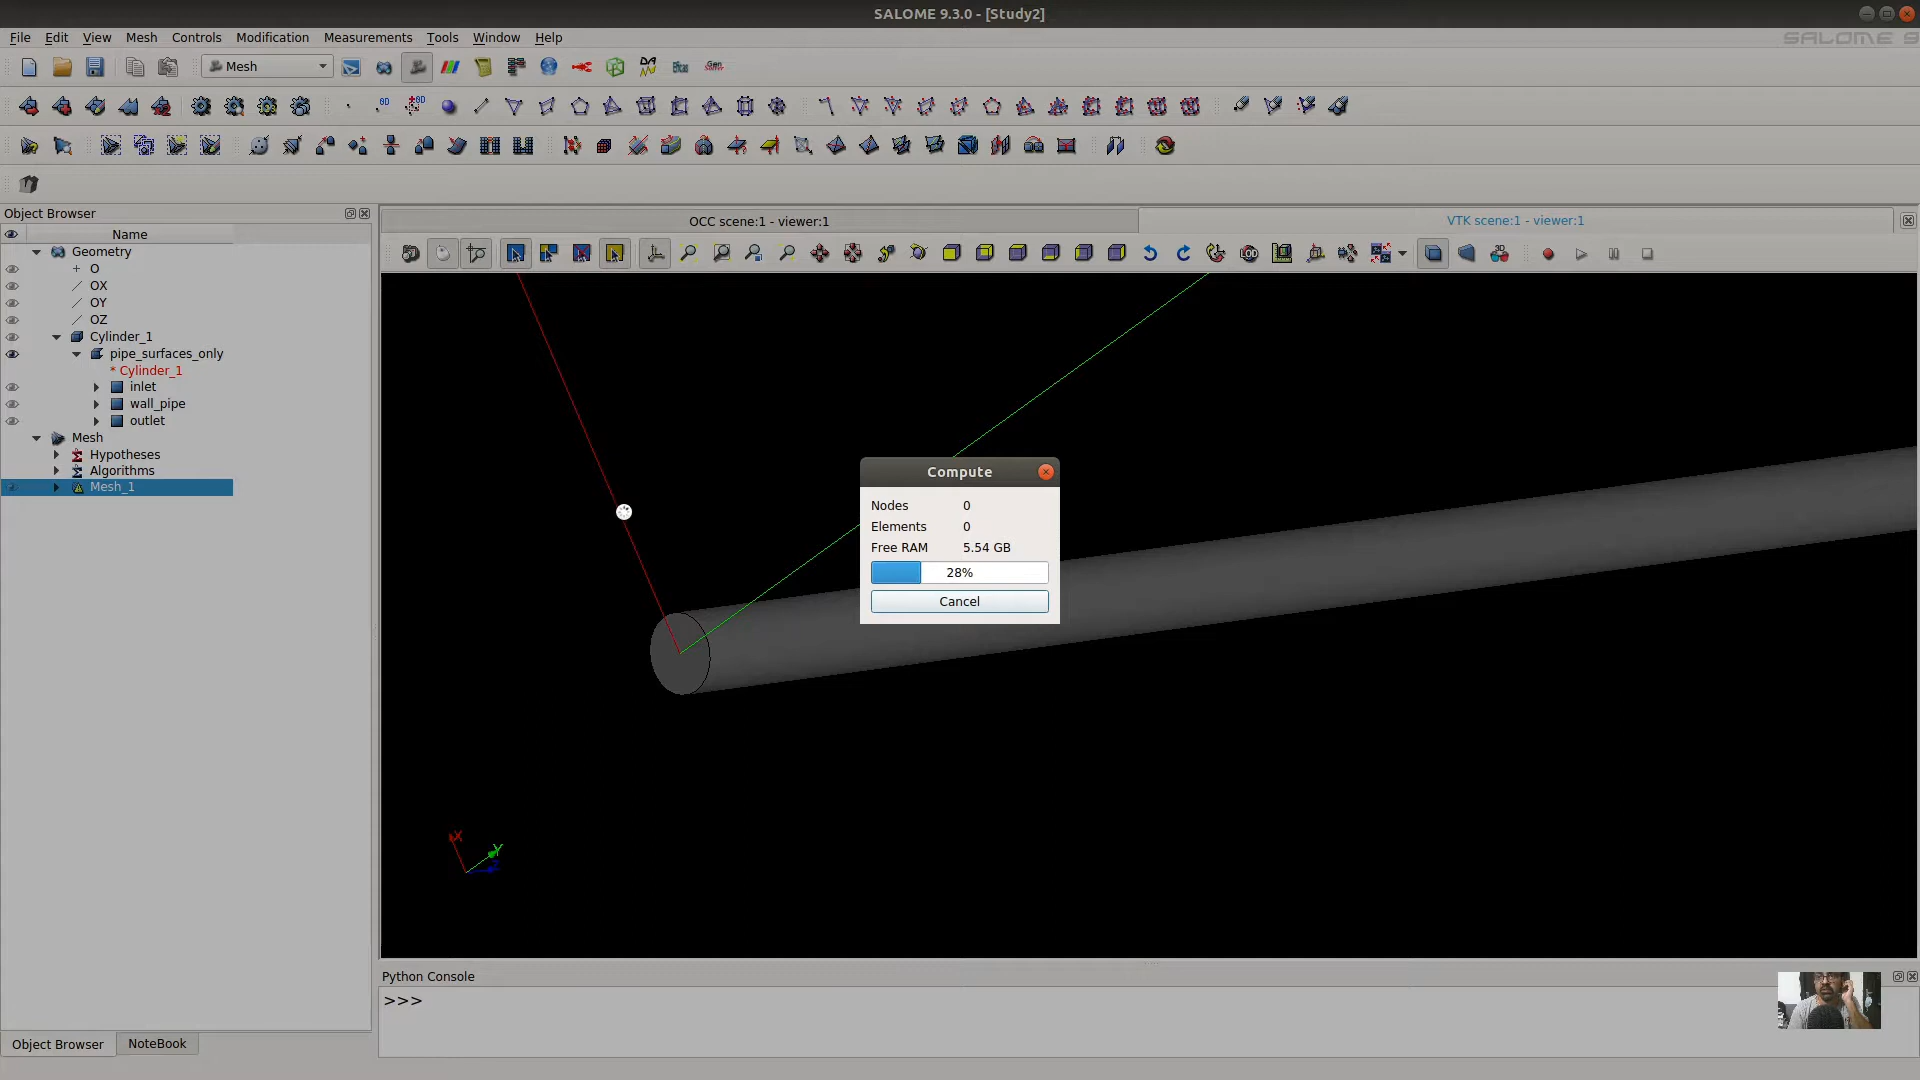 SALOME 9.3.0 - [Study2]
File Edit View Mesh Controls Modification Measurements Tools Window Help
SALOME 9
Mesh
Object Browser
Name
OCC scene:1 - viewer:1
VTK scene:1 - viewer:1
Geometry
O
OX
OY
OZ
Cylinder_1
pipe_surfaces_only
* Cylinder_1
inlet
wall_pipe
outlet
Mesh
Hypotheses
Algorithms
Mesh_1
Compute
Nodes 0
Elements 0
Free RAM 5.54 GB
28%
Cancel
X
Y
Z
Python Console
>>>
Object Browser
NoteBook